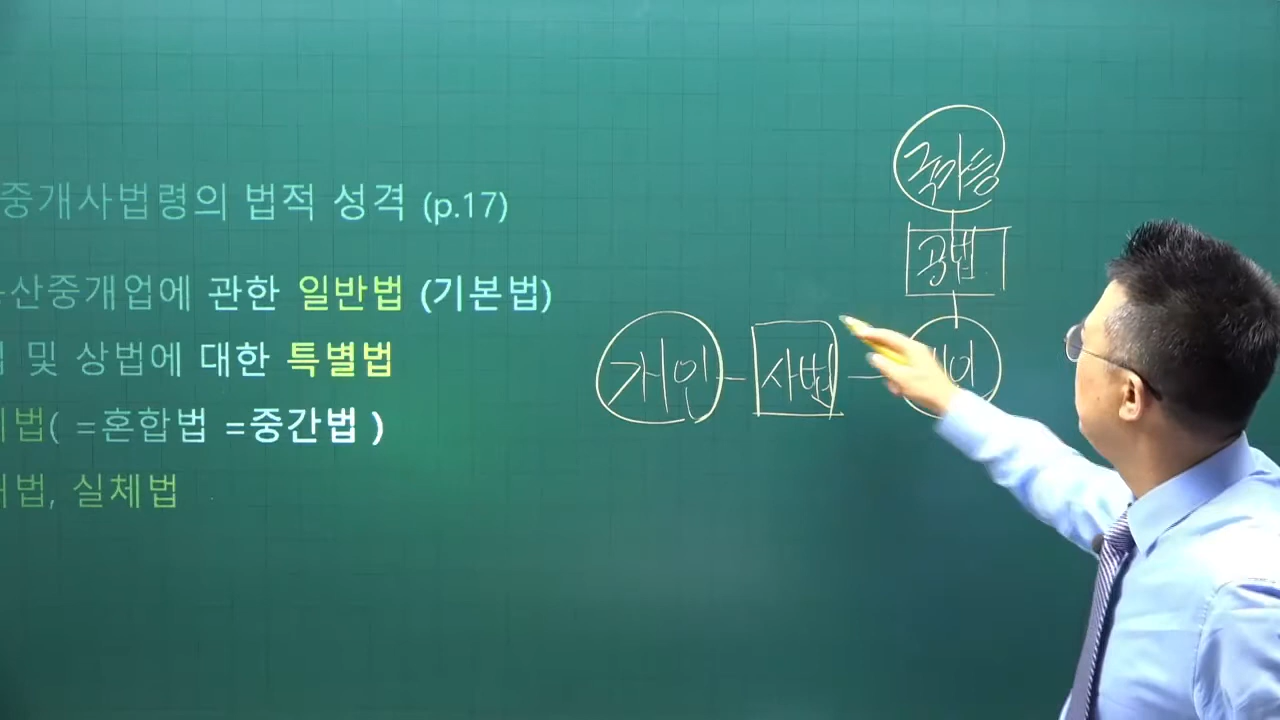 중개사법령의 법적 성격 (p.17)
산중개업에 관한 일반법 (기본법)
및 상법에 대한 특별법
법( =혼합법 =중간법 )
법, 실체법
국가등
공법
개인 사법